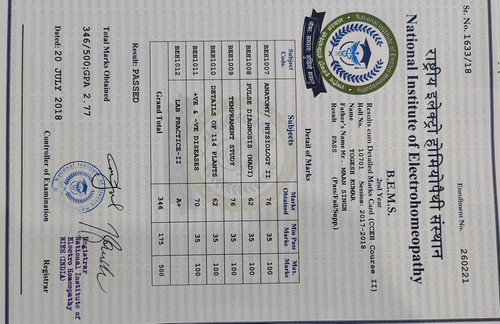 Sr. No. 1633/18
Enrollment No. 260221
राष्ट्रीय इलेक्ट्रो होमियोपैथी संस्थान
National Institute of Electrohomeopathy
B.E.M.S.
2nd Year
Results cum Detailed Marks Card (CCEH Course II)
Roll No. 10701 Session: 2017-2018
Name YOGESH KUMAR
Father's Name Mr. MAAN SINGH
Result PASS (Pass/Fail/Supp.)
Detail of Marks
Subject Code. Subjects Marks Obtained Min Pass Marks Max. Marks
BEH1007 ANATOMY/ PHYSIOLOGY II 76 35 100
BEH1008 PULSE DIAGNOSIS (NADI) 62 35 100
BEH1009 TEMPRAMENT STUDY 76 35 100
BEH1010 DETAILS OF 114 PLANTS 62 35 100
BEH1011 +VE & -VE DISEASES 70 35 100
BEH1012 LAB PRACTICE-II A+
Grand Total 346 175 500
Result: PASSED
Total Marks Obtained
346/500;GPA 7.77
Dated: 20 JULY 2018
Controller of Examination
Registrar
National Institute of
Electro Homeopathy
NIEH (INDIA)
Registrar